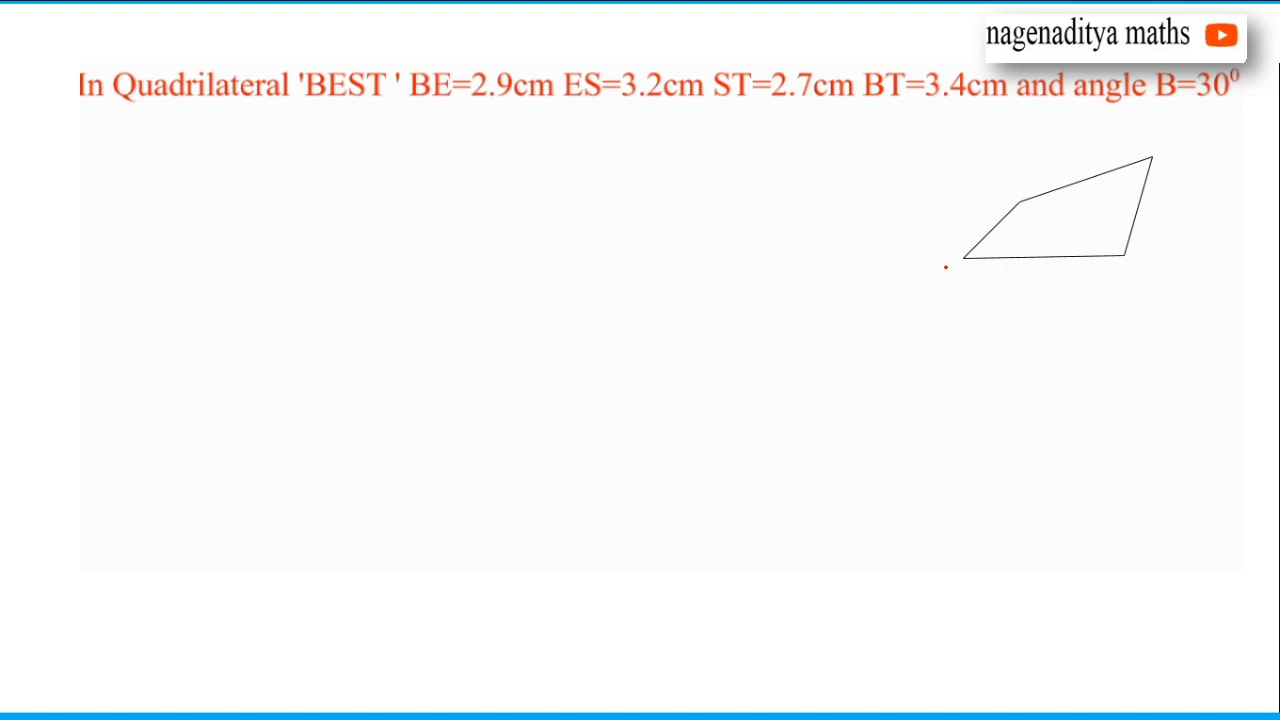 nagenaditya maths
In Quadrilateral 'BEST ' BE=2.9cm ES=3.2cm ST=2.7cm BT=3.4cm and angle B=30⁰